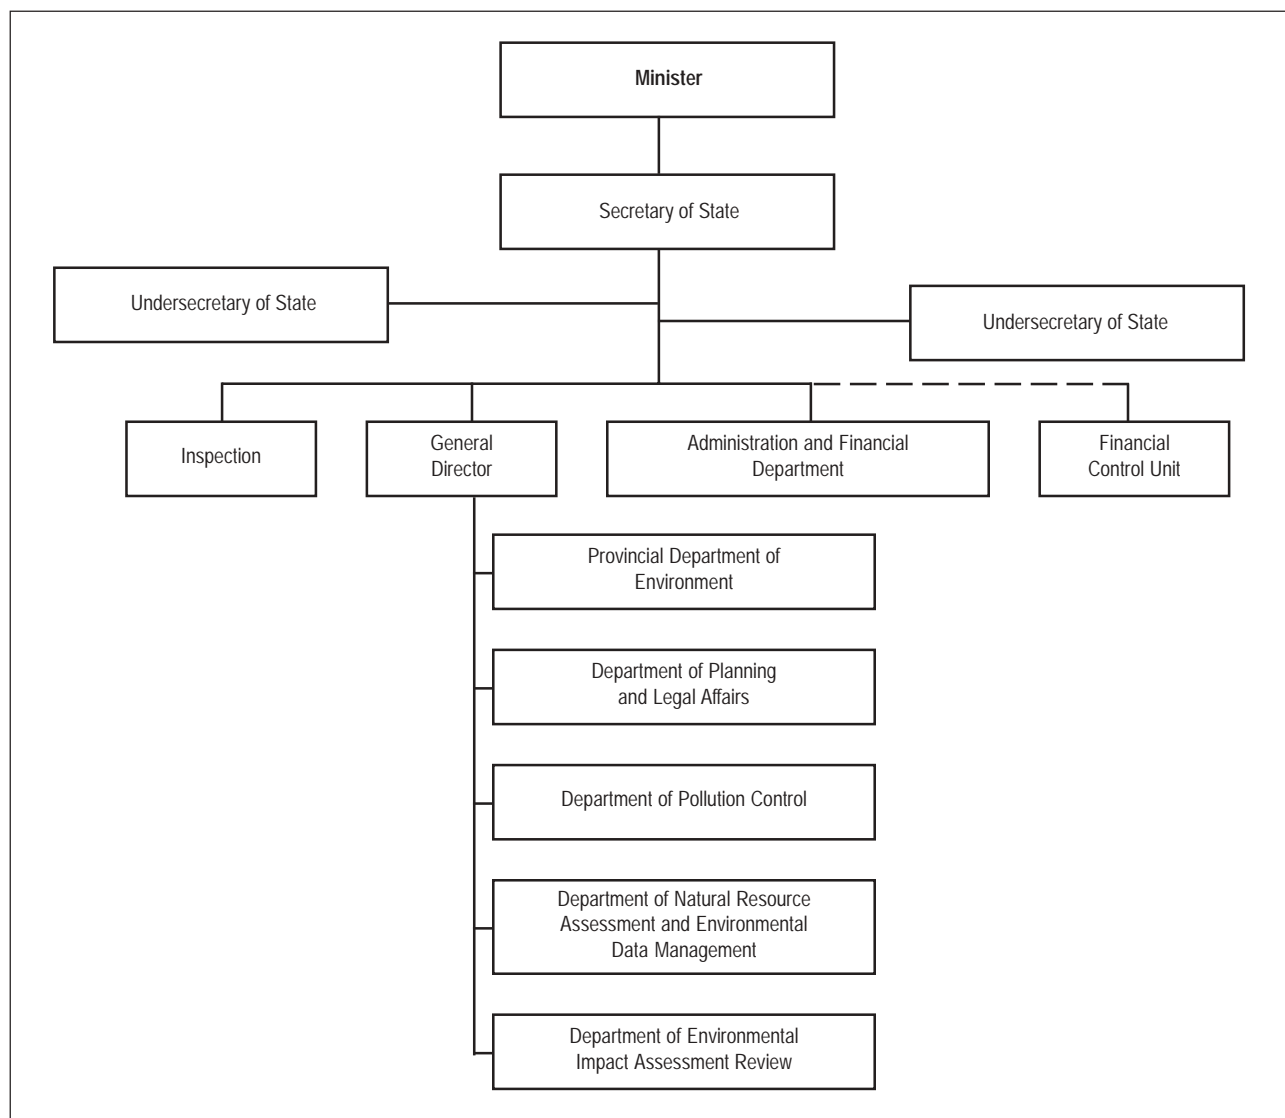 Minister
Secretary of State
Undersecretary of State
Undersecretary of State
Inspection
General
Director
Administration and Financial
Department
Financial
Control Unit
Provincial Department of
Environment
Department of Planning
and Legal Affairs
Department of Pollution Control
Department of Natural Resource
Assessment and Environmental
Data Management
Department of Environmental
Impact Assessment Review